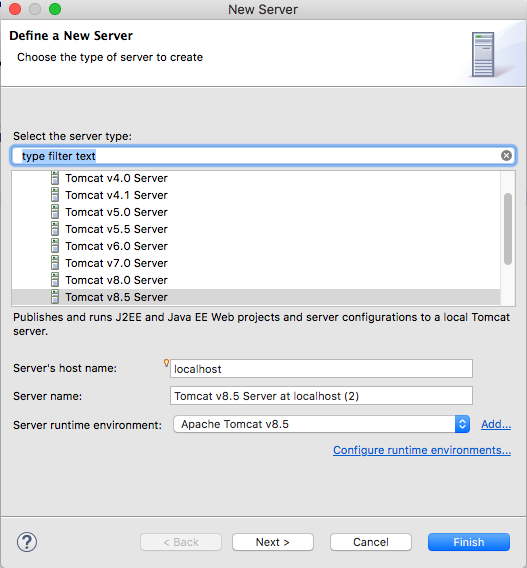 New Server
Define a New Server
Choose the type of server to create
Select the server type:
type filter text
Tomcat v4.0 Server
Tomcat v4.1 Server
Tomcat v5.0 Server
Tomcat v5.5 Server
Tomcat v6.0 Server
Tomcat v7.0 Server
Tomcat v8.0 Server
Tomcat v8.5 Server
Publishes and runs J2EE and Java EE Web projects and server configurations to a local Tomcat
server.
Server's host name: localhost
Server name: Tomcat v8.5 Server at localhost (2)
Server runtime environment: Apache Tomcat v8.5 Add...
Configure runtime environments...
? < Back Next > Cancel Finish